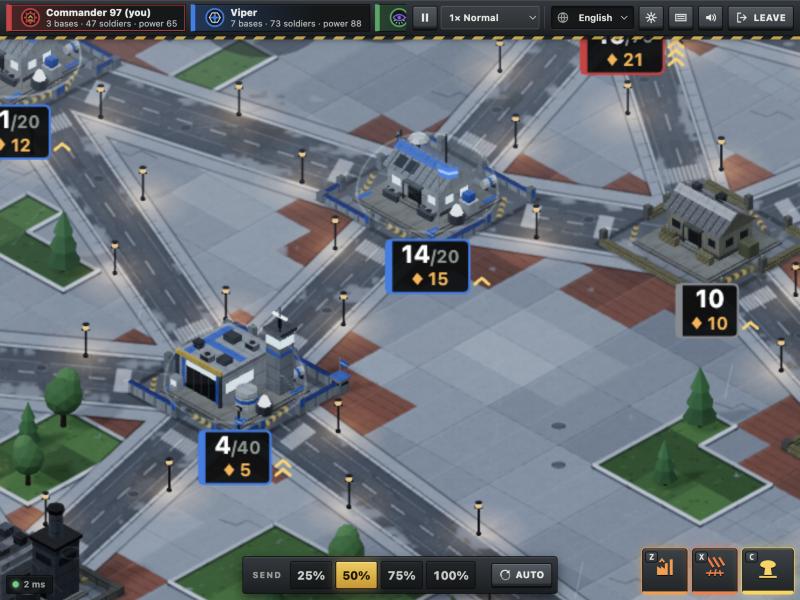 Commander 97 (you)
3 bases · 47 soldiers · power 65
Viper
7 bases · 73 soldiers · power 88
1x Normal
English
LEAVE
21
1/20
12
14/20
15
10
10
4/40
5
SEND
25%
50%
75%
100%
AUTO
Z
X
C
2 ms